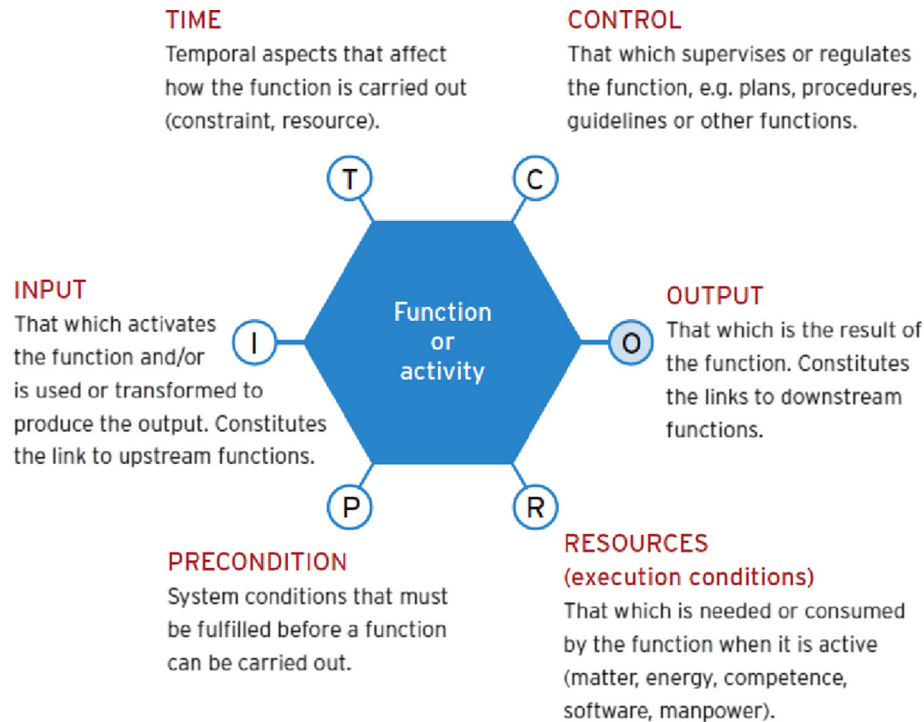 TIME
Temporal aspects that affect
how the function is carried out
(constraint, resource).
CONTROL
That which supervises or regulates
the function, e.g. plans, procedures,
guidelines or other functions.
T
C
INPUT
That which activates
the function and/or
is used or transformed to
produce the output. Constitutes
the link to upstream functions.
I
Function
or
activity
O
OUTPUT
That which is the result of
the function. Constitutes
the links to downstream
functions.
P
R
PRECONDITION
System conditions that must
be fulfilled before a function
can be carried out.
RESOURCES
(execution conditions)
That which is needed or consumed
by the function when it is active
(matter, energy, competence,
software, manpower).